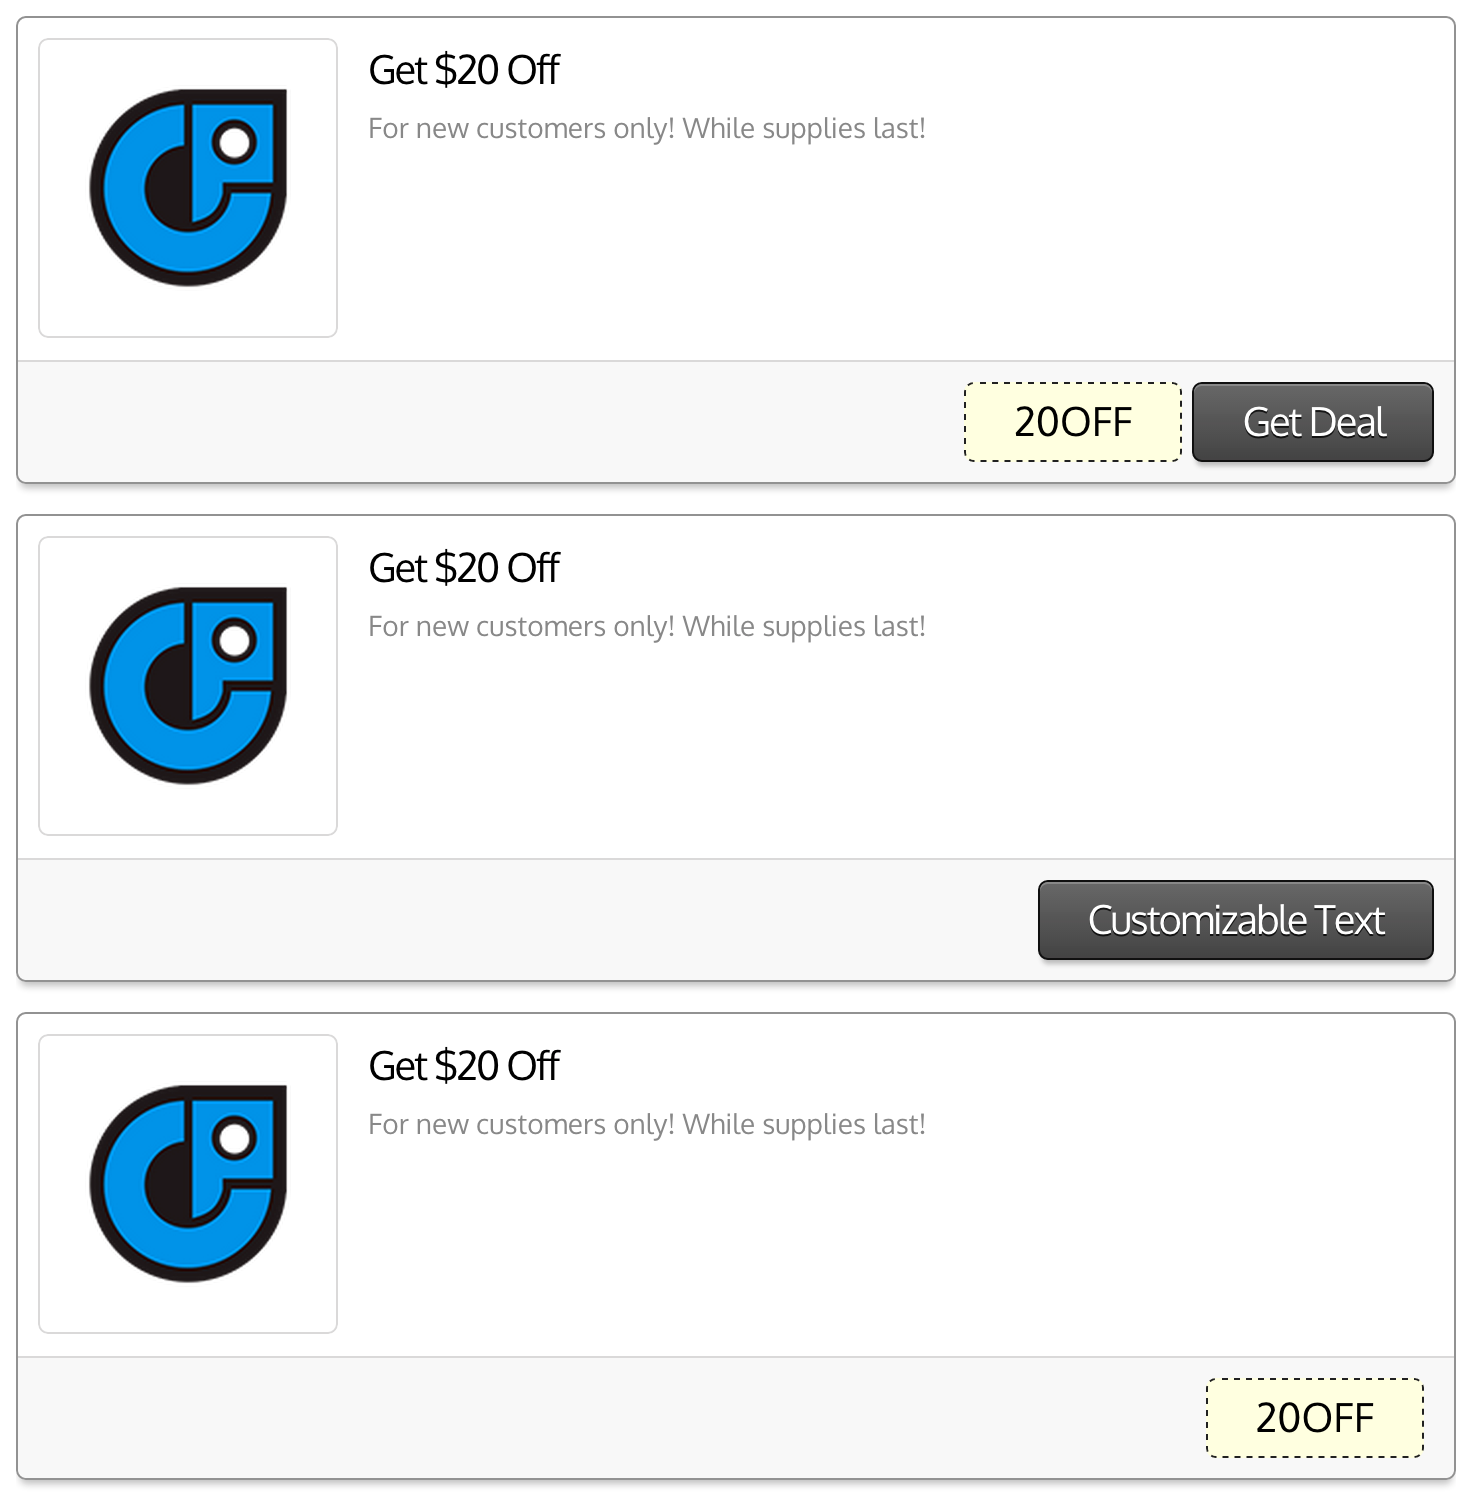 Get $20 Off
For new customers only! While supplies last!
20OFF Get Deal
Get $20 Off
For new customers only! While supplies last!
Customizable Text
Get $20 Off
For new customers only! While supplies last!
20OFF